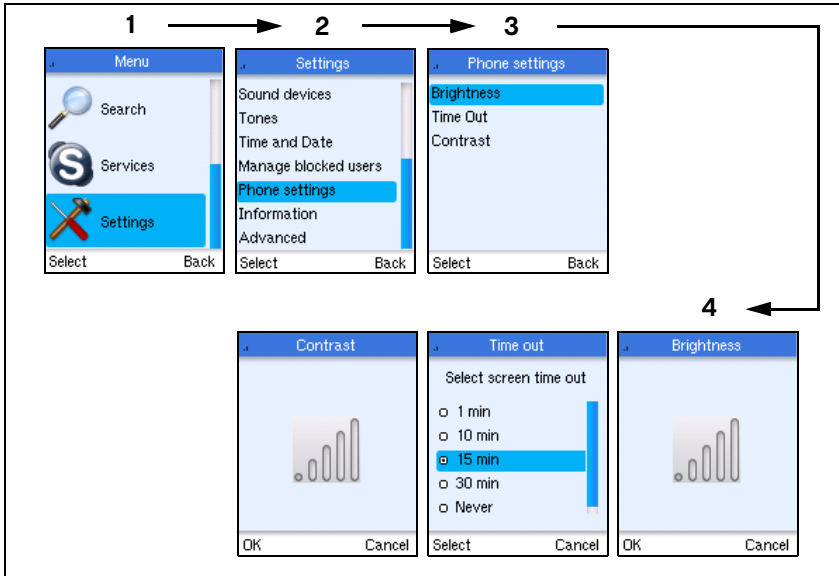 1 2 3
Menu
Search
S
Services
Settings
Select Back
Settings
Sound devices
Tones
Time and Date
Manage blocked users
Phone settings
Information
Advanced
Select Back
Phone settings
Brightness
Time Out
Contrast
Select Back
4
Contrast
OK Cancel
Time out
Select screen time out
1 min
10 min
15 min
30 min
Never
Select Cancel
Brightness
OK Cancel